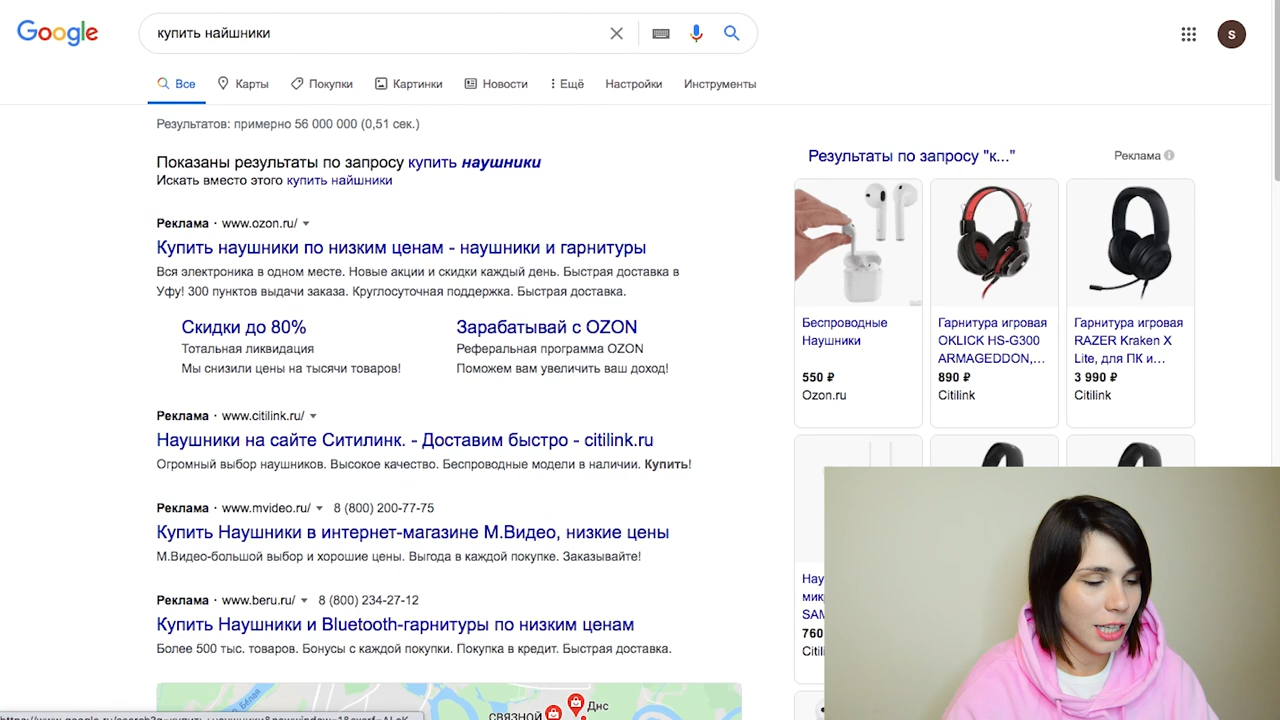 Google
купить найшники
S
Все
Карты
Покупки
Картинки
Новости
Ещё
Настройки
Инструменты
Результатов: примерно 56 000 000 (0,51 сек.)
Показаны результаты по запросу купить наушники
Искать вместо этого купить найшники
Реклама · www.ozon.ru/
Купить наушники по низким ценам - наушники и гарнитуры
Вся электроника в одном месте. Новые акции и скидки каждый день. Быстрая доставка в
Уфу! 300 пунктов выдачи заказа. Круглосуточная поддержка. Быстрая доставка.
Скидки до 80%
Тотальная ликвидация
Мы снизили цены на тысячи товаров!
Зарабатывай с OZON
Реферальная программа OZON
Поможем вам увеличить ваш доход!
Реклама · www.citilink.ru/
Наушники на сайте Ситилинк. - Доставим быстро - citilink.ru
Огромный выбор наушников. Высокое качество. Беспроводные модели в наличии. Купить!
Реклама · www.mvideo.ru/ 8 (800) 200-77-75
Купить Наушники в интернет-магазине М.Видео, низкие цены
М.Видео-большой выбор и хорошие цены. Выгода в каждой покупке. Заказывайте!
Реклама · www.beru.ru/ 8 (800) 234-27-12
Купить Наушники и Bluetooth-гарнитуры по низким ценам
Более 500 тыс. товаров. Бонусы с каждой покупки. Покупка в кредит. Быстрая доставка.
Белая
СВЯЗНОЙ
Днс
Результаты по запросу "к..."
Реклама
Беспроводные
Наушники
550 ₽
Ozon.ru
Гарнитура игровая
OKLICK HS-G300
ARMAGEDDON,...
890 ₽
Citilink
Гарнитура игровая
RAZER Kraken X
Lite, для ПК и...
3 990 ₽
Citilink
Нау
мик
SAM
760
Citil